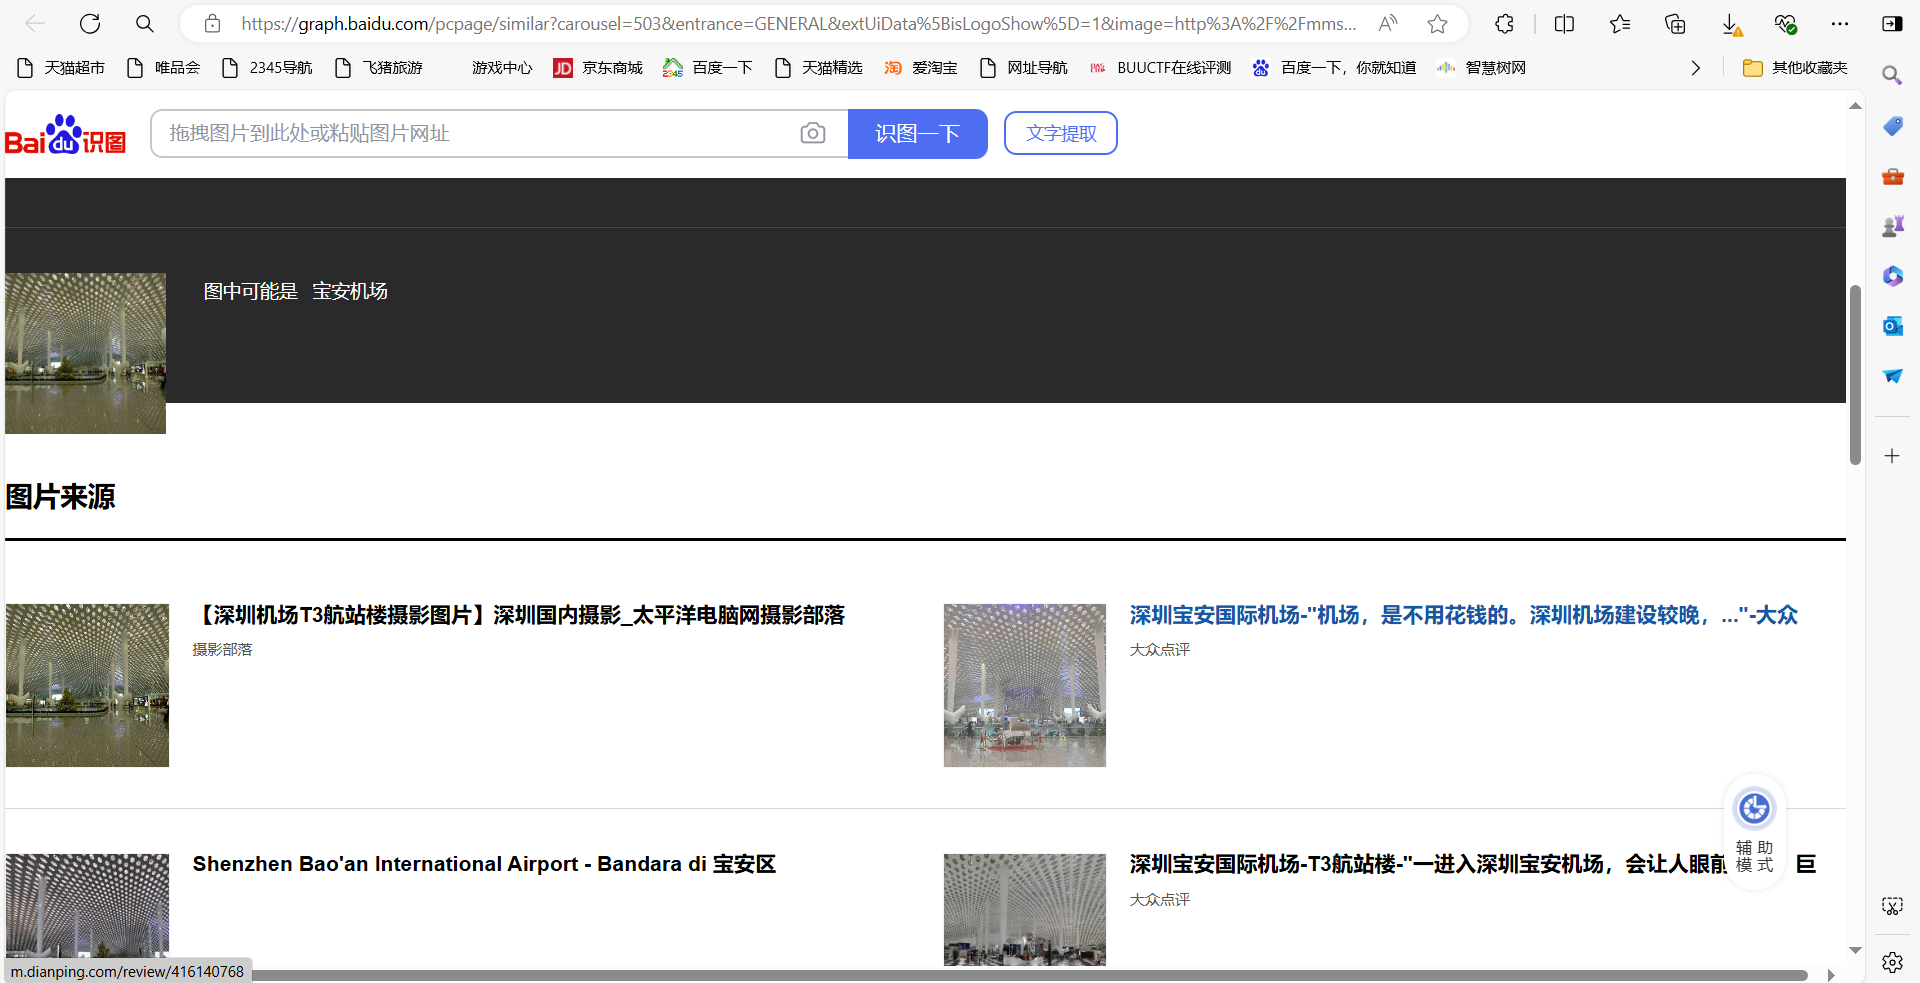 https://graph.baidu.com/pcpage/similar?carousel=503&entrance=GENERAL&extUiData%5BisLogoShow%5D=1&image=http%3A%2F%2Fmms...
天猫超市 唯品会 2345导航 飞猪旅游 游戏中心 JD 京东商城 2345 百度一下 天猫精选 淘 爱淘宝 网址导航 BUUCTF在线评测 百度一下，你就知道 智慧树网 其他收藏夹
Bai du 识图 拖拽图片到此处或粘贴图片网址 识图一下 文字提取
图中可能是 宝安机场
图片来源
【深圳机场T3航站楼摄影图片】深圳国内摄影_太平洋电脑网摄影部落
摄影部落
深圳宝安国际机场-"机场，是不用花钱的。深圳机场建设较晚，..."-大众
大众点评
Shenzhen Bao'an International Airport - Bandara di 宝安区
深圳宝安国际机场-T3航站楼-"一进入深圳宝安机场，会让人眼前 巨
大众点评
辅助
模式
m.dianping.com/review/416140768